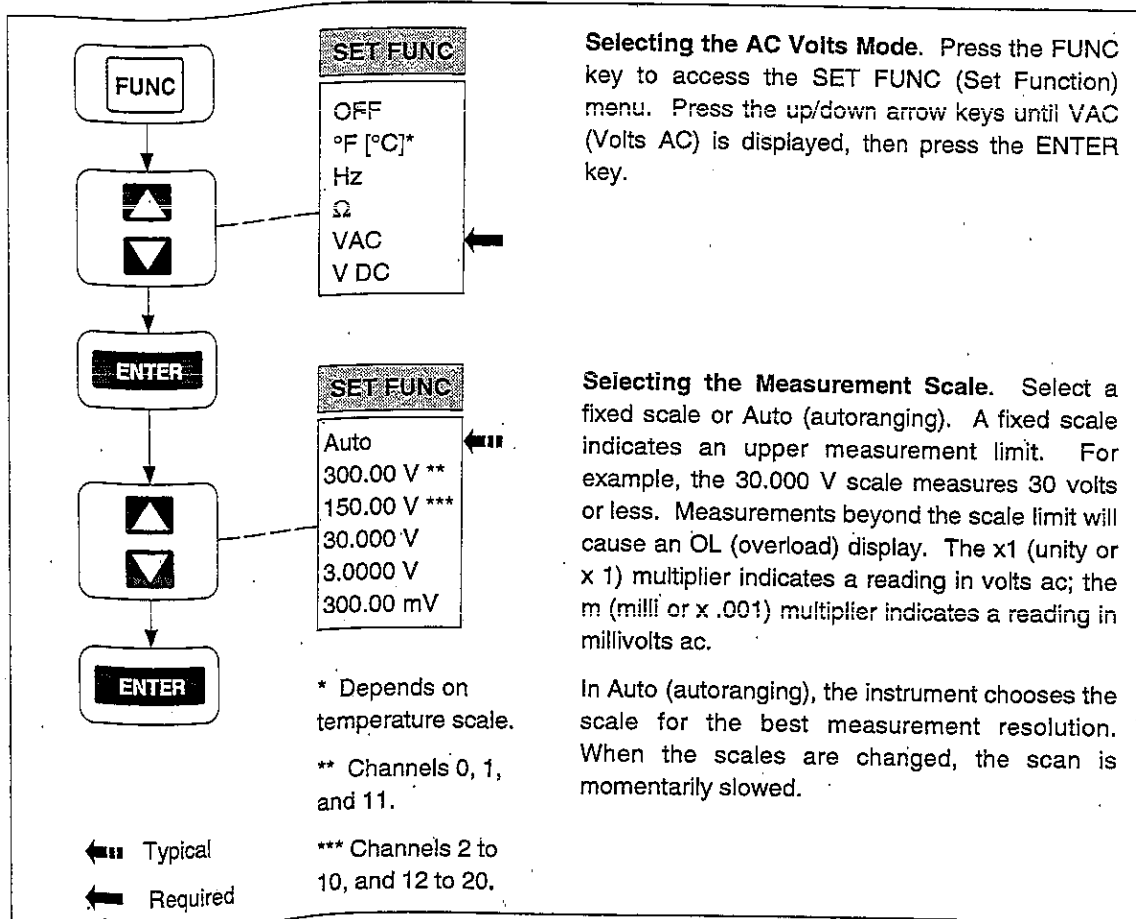 FUNC
SET FUNC
OFF
°F [°C]*
Hz
Ω
VAC
V DC
Selecting the AC Volts Mode. Press the FUNC
key to access the SET FUNC (Set Function)
menu. Press the up/down arrow keys until VAC
(Volts AC) is displayed, then press the ENTER
key.
ENTER
SET FUNC
Auto
300.00 V **
150.00 V ***
30.000 V
3.0000 V
300.00 mV
Selecting the Measurement Scale. Select a
fixed scale or Auto (autoranging). A fixed scale
indicates an upper measurement limit. For
example, the 30.000 V scale measures 30 volts
or less. Measurements beyond the scale limit will
cause an OL (overload) display. The x1 (unity or
x 1) multiplier indicates a reading in volts ac; the
m (milli or x .001) multiplier indicates a reading in
millivolts ac.
ENTER
In Auto (autoranging), the instrument chooses the
scale for the best measurement resolution.
When the scales are changed, the scan is
momentarily slowed.
* Depends on
temperature scale.
** Channels 0, 1,
and 11.
*** Channels 2 to
10, and 12 to 20.
Typical
Required